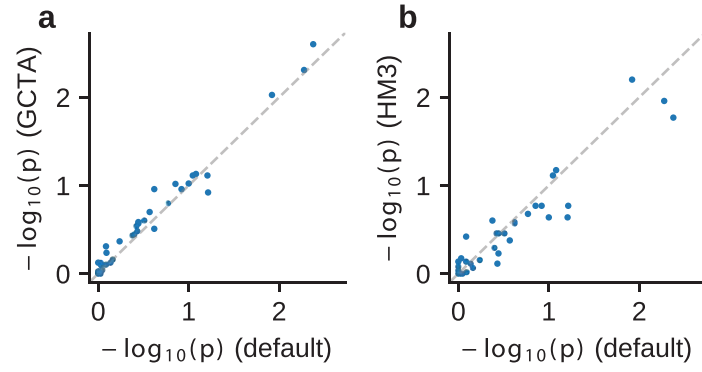 a
b
− log10(p) (GCTA)
2
1
0
0 1 2
− log10(p) (default)
− log10(p) (HM3)
2
1
0
0 1 2
− log10(p) (default)